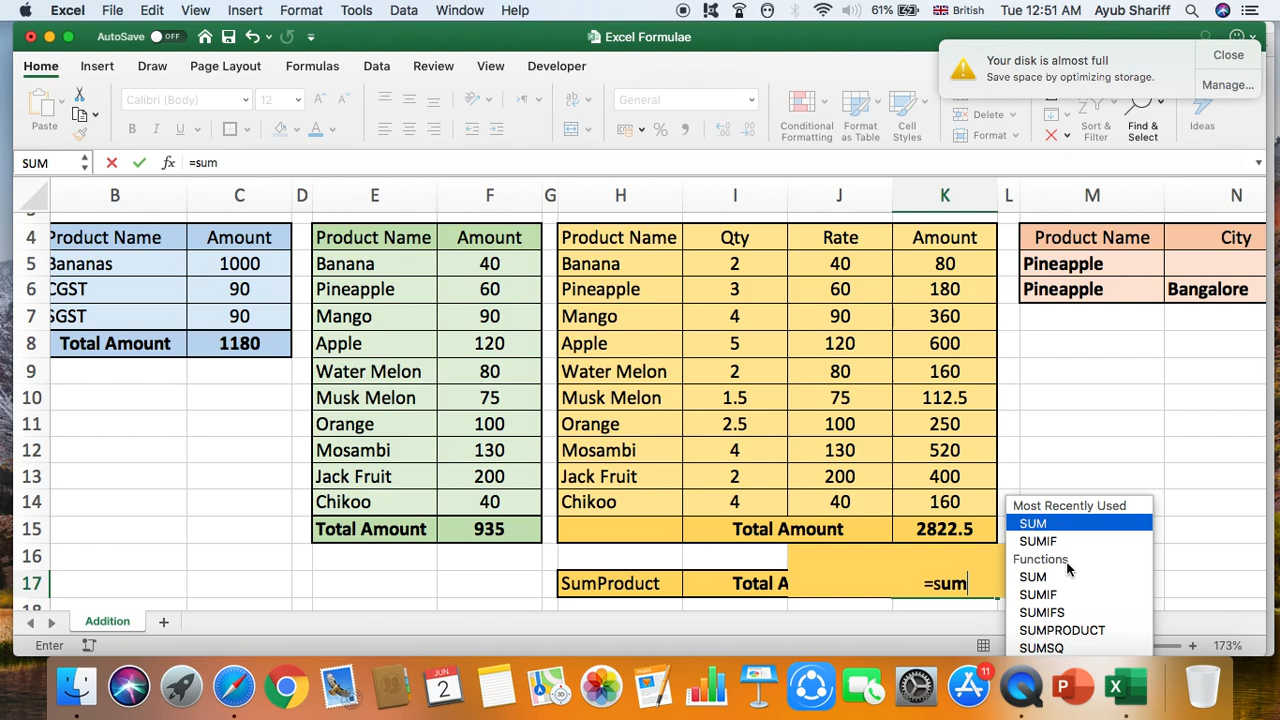 Excel File Edit View Insert Format Tools Data Window Help 61% British Tue 12:51 AM Ayub Shariff
AutoSave OFF Excel Formulae
Your disk is almost full Close
Save space by optimizing storage. Manage...
Home Insert Draw Page Layout Formulas Data Review View Developer
Calibri (Body) 12 General
Paste Conditional Formatting Format as Table Cell Styles Delete Format Sort & Filter Find & Select Ideas
SUM fx =sum
B C D E F G H I J K L M N
4 Product Name Amount Product Name Amount Product Name Qty Rate Amount Product Name City
5 Bananas 1000 Banana 40 Banana 2 40 80 Pineapple
6 CGST 90 Pineapple 60 Pineapple 3 60 180 Pineapple Bangalore
7 SGST 90 Mango 90 Mango 4 90 360
8 Total Amount 1180 Apple 120 Apple 5 120 600
9 Water Melon 80 Water Melon 2 80 160
10 Musk Melon 75 Musk Melon 1.5 75 112.5
11 Orange 100 Orange 2.5 100 250
12 Mosambi 130 Mosambi 4 130 520
13 Jack Fruit 200 Jack Fruit 2 200 400
14 Chikoo 40 Chikoo 4 40 160
15 Total Amount 935 Total Amount 2822.5
16
17 SumProduct Total A =sum
Most Recently Used
SUM
SUMIF
Functions
SUM
SUMIF
SUMIFS
SUMPRODUCT
SUMSQ
Addition
Enter 173%
JUN
2
11